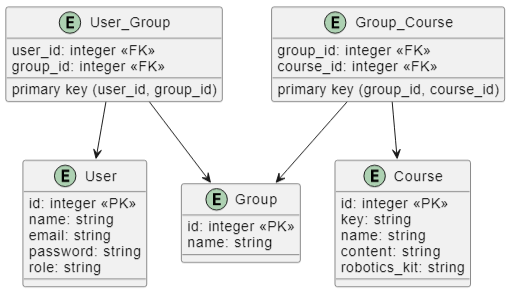 E User_Group
user_id: integer «FK»
group_id: integer «FK»
primary key (user_id, group_id)
E Group_Course
group_id: integer «FK»
course_id: integer «FK»
primary key (group_id, course_id)
E User
id: integer «PK»
name: string
email: string
password: string
role: string
E Group
id: integer «PK»
name: string
E Course
id: integer «PK»
key: string
name: string
content: string
robotics_kit: string